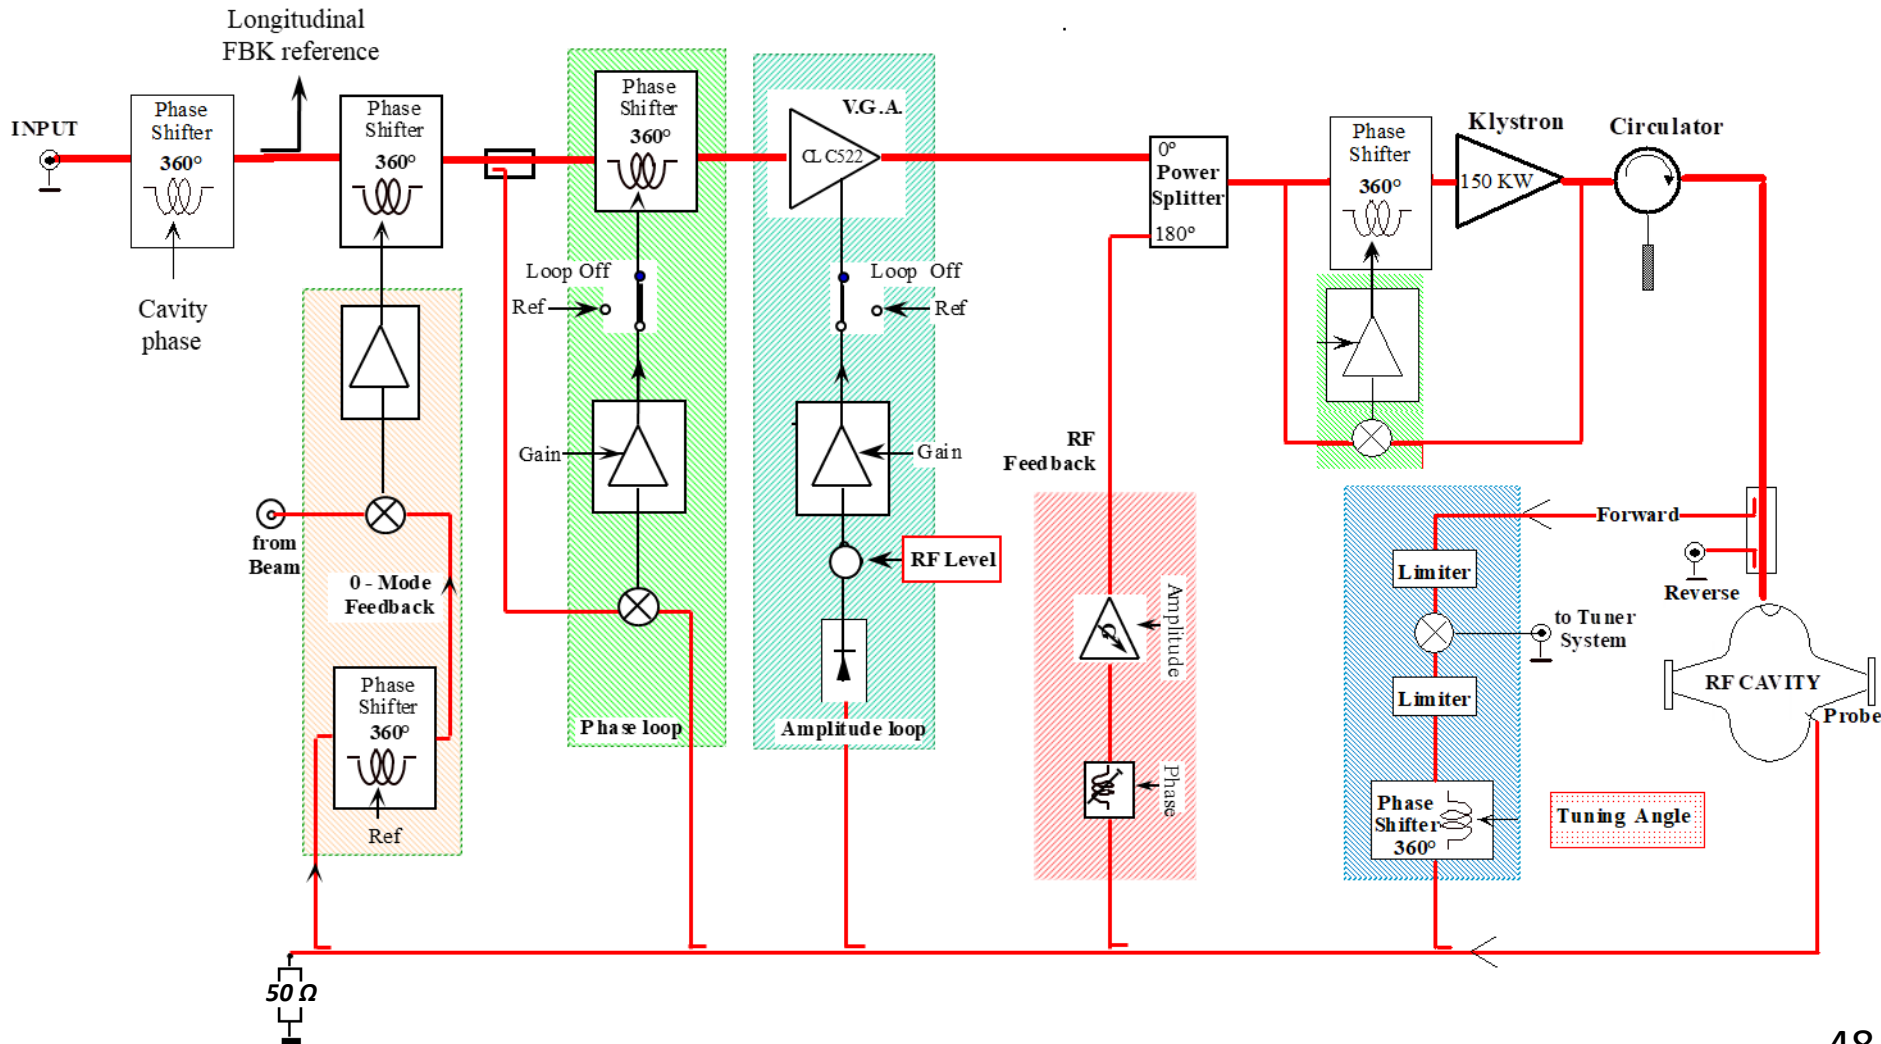 Longitudinal
FBK reference
INPUT
Phase
Shifter
360°
Cavity
phase
Phase
Shifter
360°
Phase
Shifter
360°
V.G.A.
CLC522
0°
Power
Splitter
180°
Phase
Shifter
360°
Klystron
150 KW
Circulator
Loop Off
Ref
Loop Off
Ref
Gain
Gain
RF
Feedback
from
Beam
0 - Mode
Feedback
RF Level
Phase
Shifter
360°
Ref
Phase loop
Amplitude loop
Amplitude
Phase
Forward
Limiter
Reverse
to Tuner
System
Limiter
RF CAVITY
Probe
Phase
Shifter
360°
Tuning Angle
50 Ω